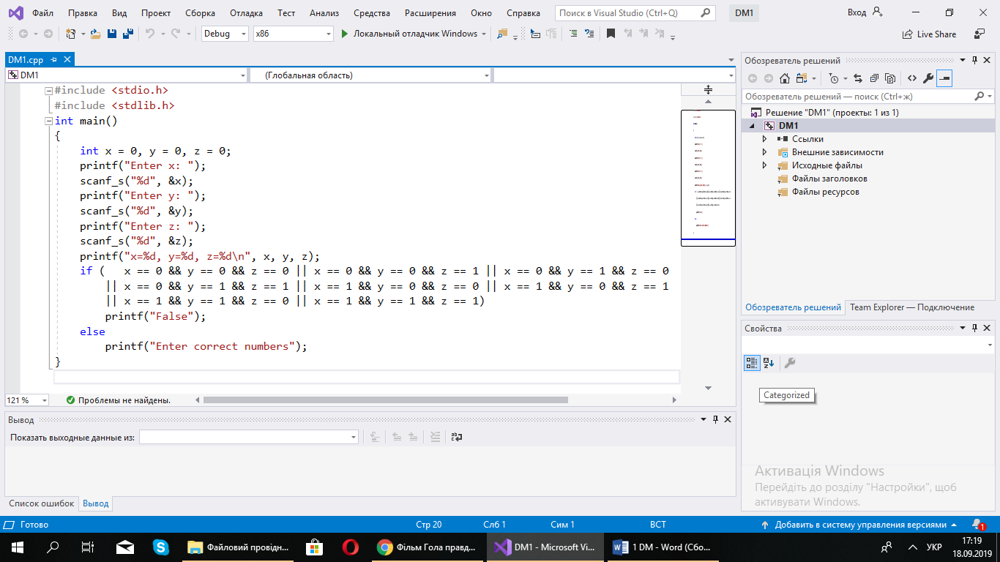 Файл Правка Вид Проект Сборка Отладка Тест Анализ Средства Расширения Окно Справка Поиск в Visual Studio (Ctrl+Q) DM1 Вход
Debug x86 Локальный отладчик Windows Live Share
DM1.cpp
DM1 (Глобальная область)
#include <stdio.h>
#include <stdlib.h>
int main()
{
int x = 0, y = 0, z = 0;
printf("Enter x: ");
scanf_s("%d", &x);
printf("Enter y: ");
scanf_s("%d", &y);
printf("Enter z: ");
scanf_s("%d", &z);
printf("x=%d, y=%d, z=%d\n", x, y, z);
if ( x == 0 && y == 0 && z == 0 || x == 0 && y == 0 && z == 1 || x == 0 && y == 1 && z == 0
|| x == 0 && y == 1 && z == 1 || x == 1 && y == 0 && z == 0 || x == 1 && y == 0 && z == 1
|| x == 1 && y == 1 && z == 0 || x == 1 && y == 1 && z == 1)
printf("False");
else
printf("Enter correct numbers");
}
121 % Проблемы не найдены.
Вывод
Показать выходные данные из:
Список ошибок Вывод
Обозреватель решений
Обозреватель решений — поиск (Ctrl+ж)
Решение "DM1" (проекты: 1 из 1)
DM1
Ссылки
Внешние зависимости
Исходные файлы
Файлы заголовков
Файлы ресурсов
Обозреватель решений Team Explorer — Подключение
Свойства
Categorized
Активація Windows
Перейдіть до розділу "Настройки", щоб
активувати Windows.
Готово Стр 20 Слб 1 Сим 1 ВСТ Добавить в систему управления версиями 1
Файловий провідн... Фільм Гола правд... DM1 - Microsoft Vi... 1 DM - Word (Сбо... УКР 17:19
18.09.2019